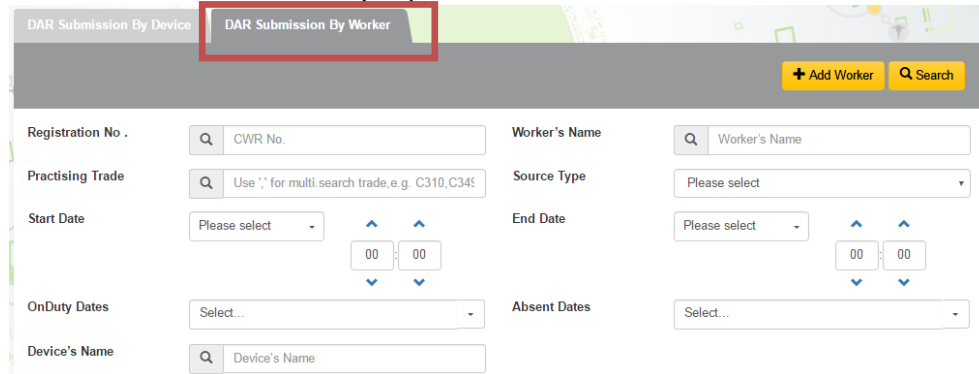 DAR Submission By Device DAR Submission By Worker
Add Worker Search
Registration No . CWR No. Worker's Name Worker's Name
Practising Trade Use ',' for multi.search trade,e.g. C310,C349 Source Type Please select
Start Date Please select 00 : 00 End Date Please select 00 : 00
OnDuty Dates Select... Absent Dates Select...
Device's Name Device's Name